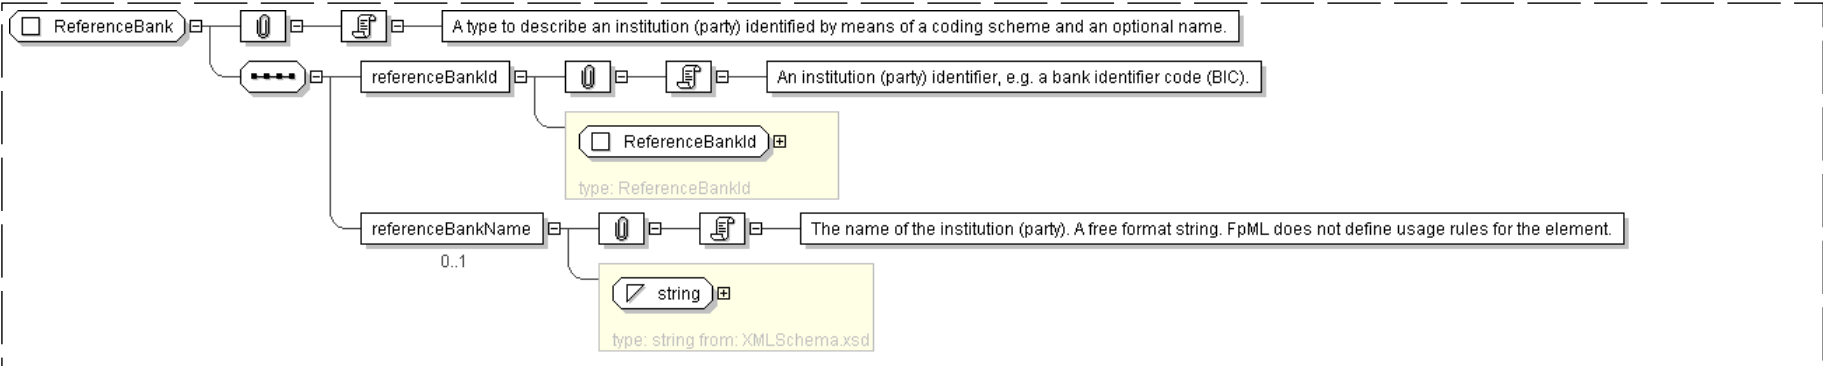 ReferenceBank
A type to describe an institution (party) identified by means of a coding scheme and an optional name.
referenceBankId
An institution (party) identifier, e.g. a bank identifier code (BIC).
ReferenceBankId
type: ReferenceBankId
referenceBankName
The name of the institution (party). A free format string. FpML does not define usage rules for the element.
0..1
string
type: string from: XMLSchema.xsd